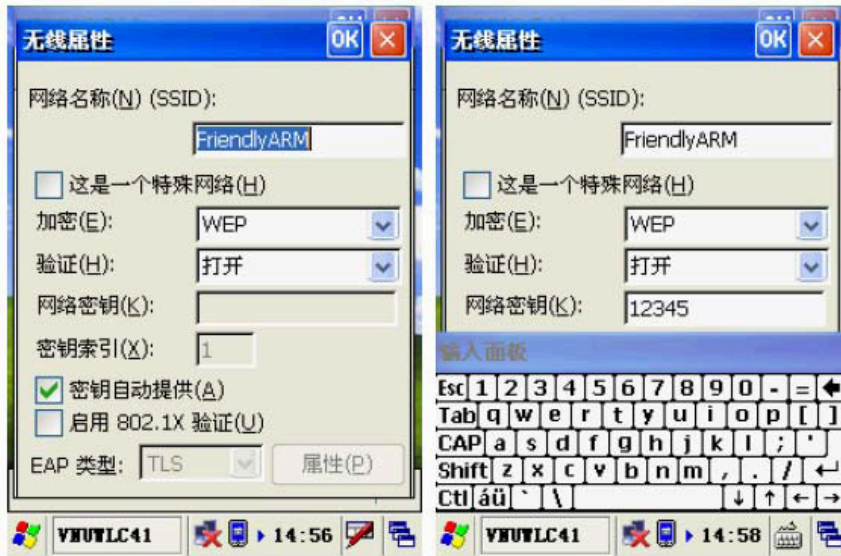 无线属性 OK
网络名称(N) (SSID):
FriendlyARM
这是一个特殊网络(H)
加密(E): WEP
验证(H): 打开
网络密钥(K):
密钥索引(X): 1
密钥自动提供(A)
启用 802.1X 验证(U)
EAP 类型: TLS 属性(P)
VNUWLC41 14:56
无线属性 OK
网络名称(N) (SSID):
FriendlyARM
这是一个特殊网络(H)
加密(E): WEP
验证(H): 打开
网络密钥(K): 12345
输入面板
Esc 1 2 3 4 5 6 7 8 9 0 - = ←
Tab q w e r t y u i o p [ ]
CAP a s d f g h j k l ; '
Shift z x c v b n m , . / ↵
Ctl áü ` \ ↓ ↑ ← →
VNUWLC41 14:58